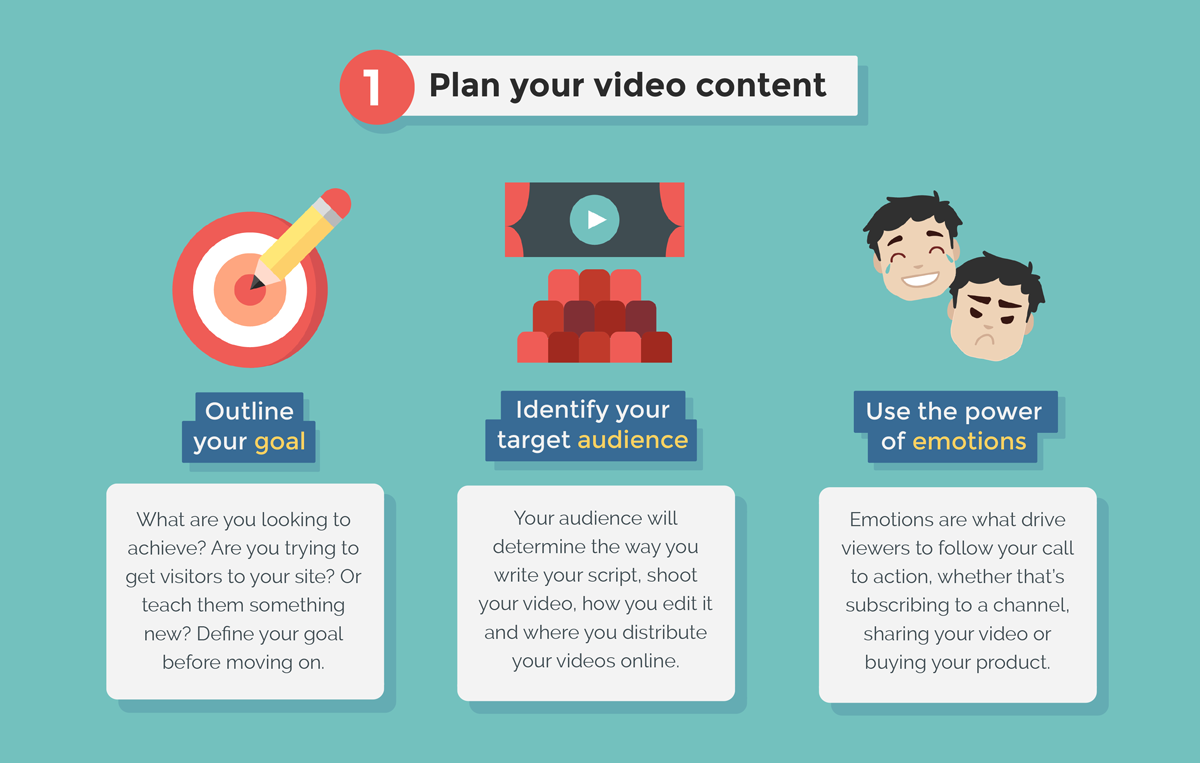 1
Plan your video content
Outline
your goal
What are you looking to
achieve? Are you trying to
get visitors to your site? Or
teach them something
new? Define your goal
before moving on.
Identify your
target audience
Your audience will
determine the way you
write your script, shoot
your video, how you edit it
and where you distribute
your videos online.
Use the power
of emotions
Emotions are what drive
viewers to follow your call
to action, whether that's
subscribing to a channel,
sharing your video or
buying your product.